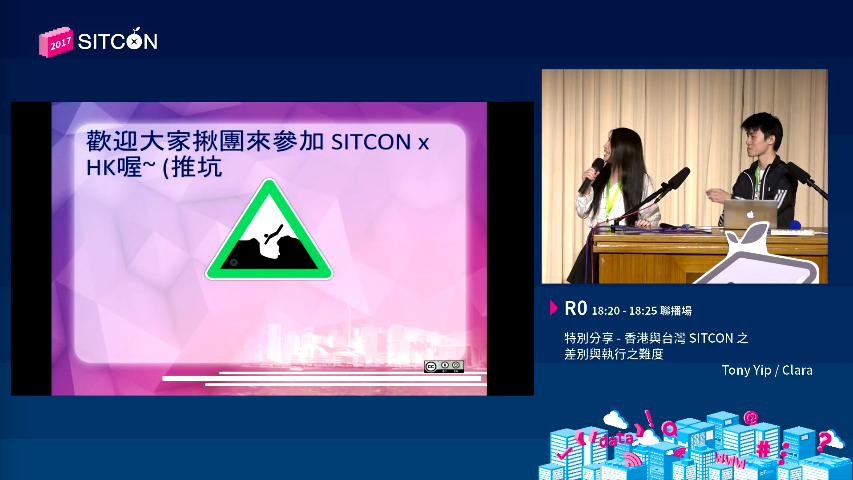 2017 SITCON
歡迎大家揪團來參加 SITCON x
HK喔~ (推坑
cc
R0 18:20 - 18:25 聯播場
特別分享 - 香港與台灣 SITCON 之
差別與執行之難度
Tony Yip / Clara
data
www